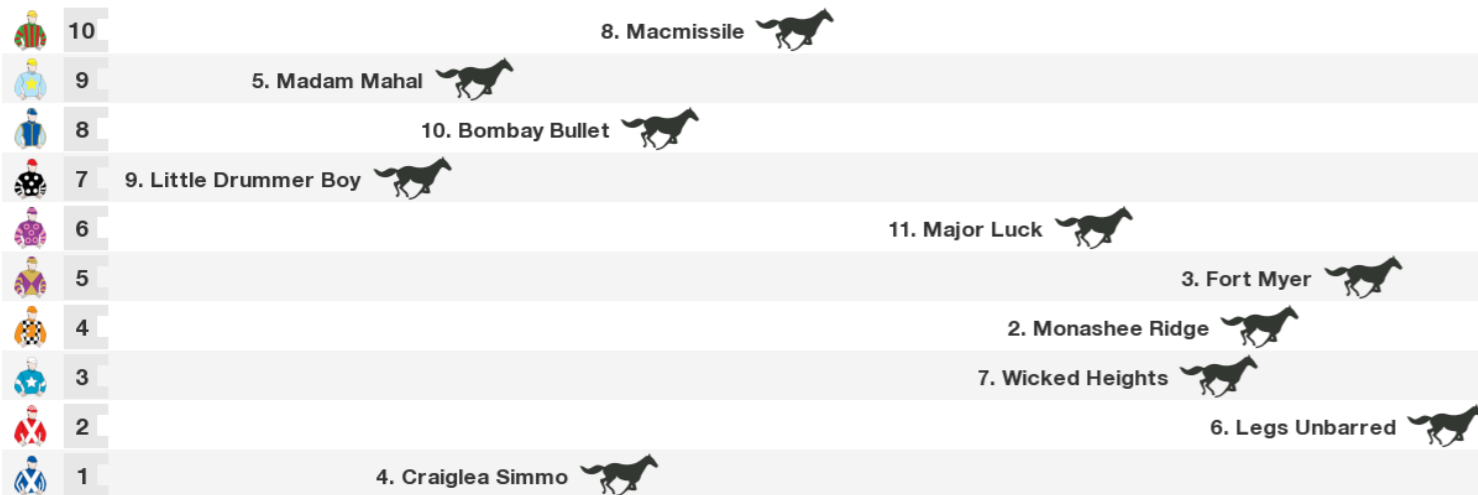 10 8. Macmissile
9 5. Madam Mahal
8 10. Bombay Bullet
7 9. Little Drummer Boy
6 11. Major Luck
5 3. Fort Myer
4 2. Monashee Ridge
3 7. Wicked Heights
2 6. Legs Unbarred
1 4. Craiglea Simmo